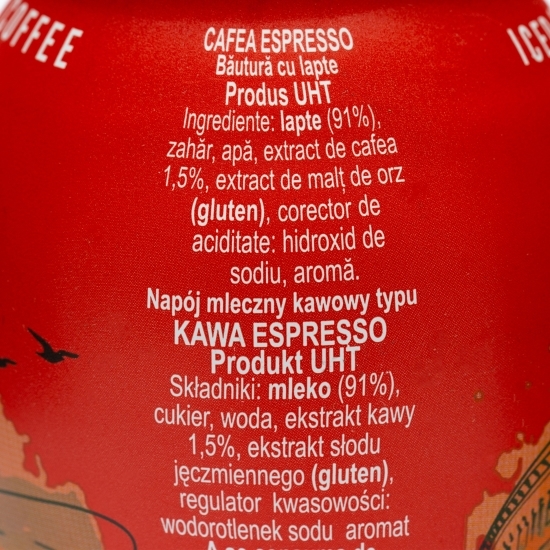 COFFEE
ICED
CAFEA ESPRESSO
Băutură cu lapte
Produs UHT
Ingrediente: lapte (91%),
zahăr, apă, extract de cafea
1,5%, extract de malț de orz
(gluten), corector de
aciditate: hidroxid de
sodiu, aromă.
Napój mleczny kawowy typu
KAWA ESPRESSO
Produkt UHT
Składniki: mleko (91%),
cukier, woda, ekstrakt kawy
1,5%, ekstrakt słodu
jęczmiennego (gluten),
regulator kwasowości:
wodorotlenek sodu aromat